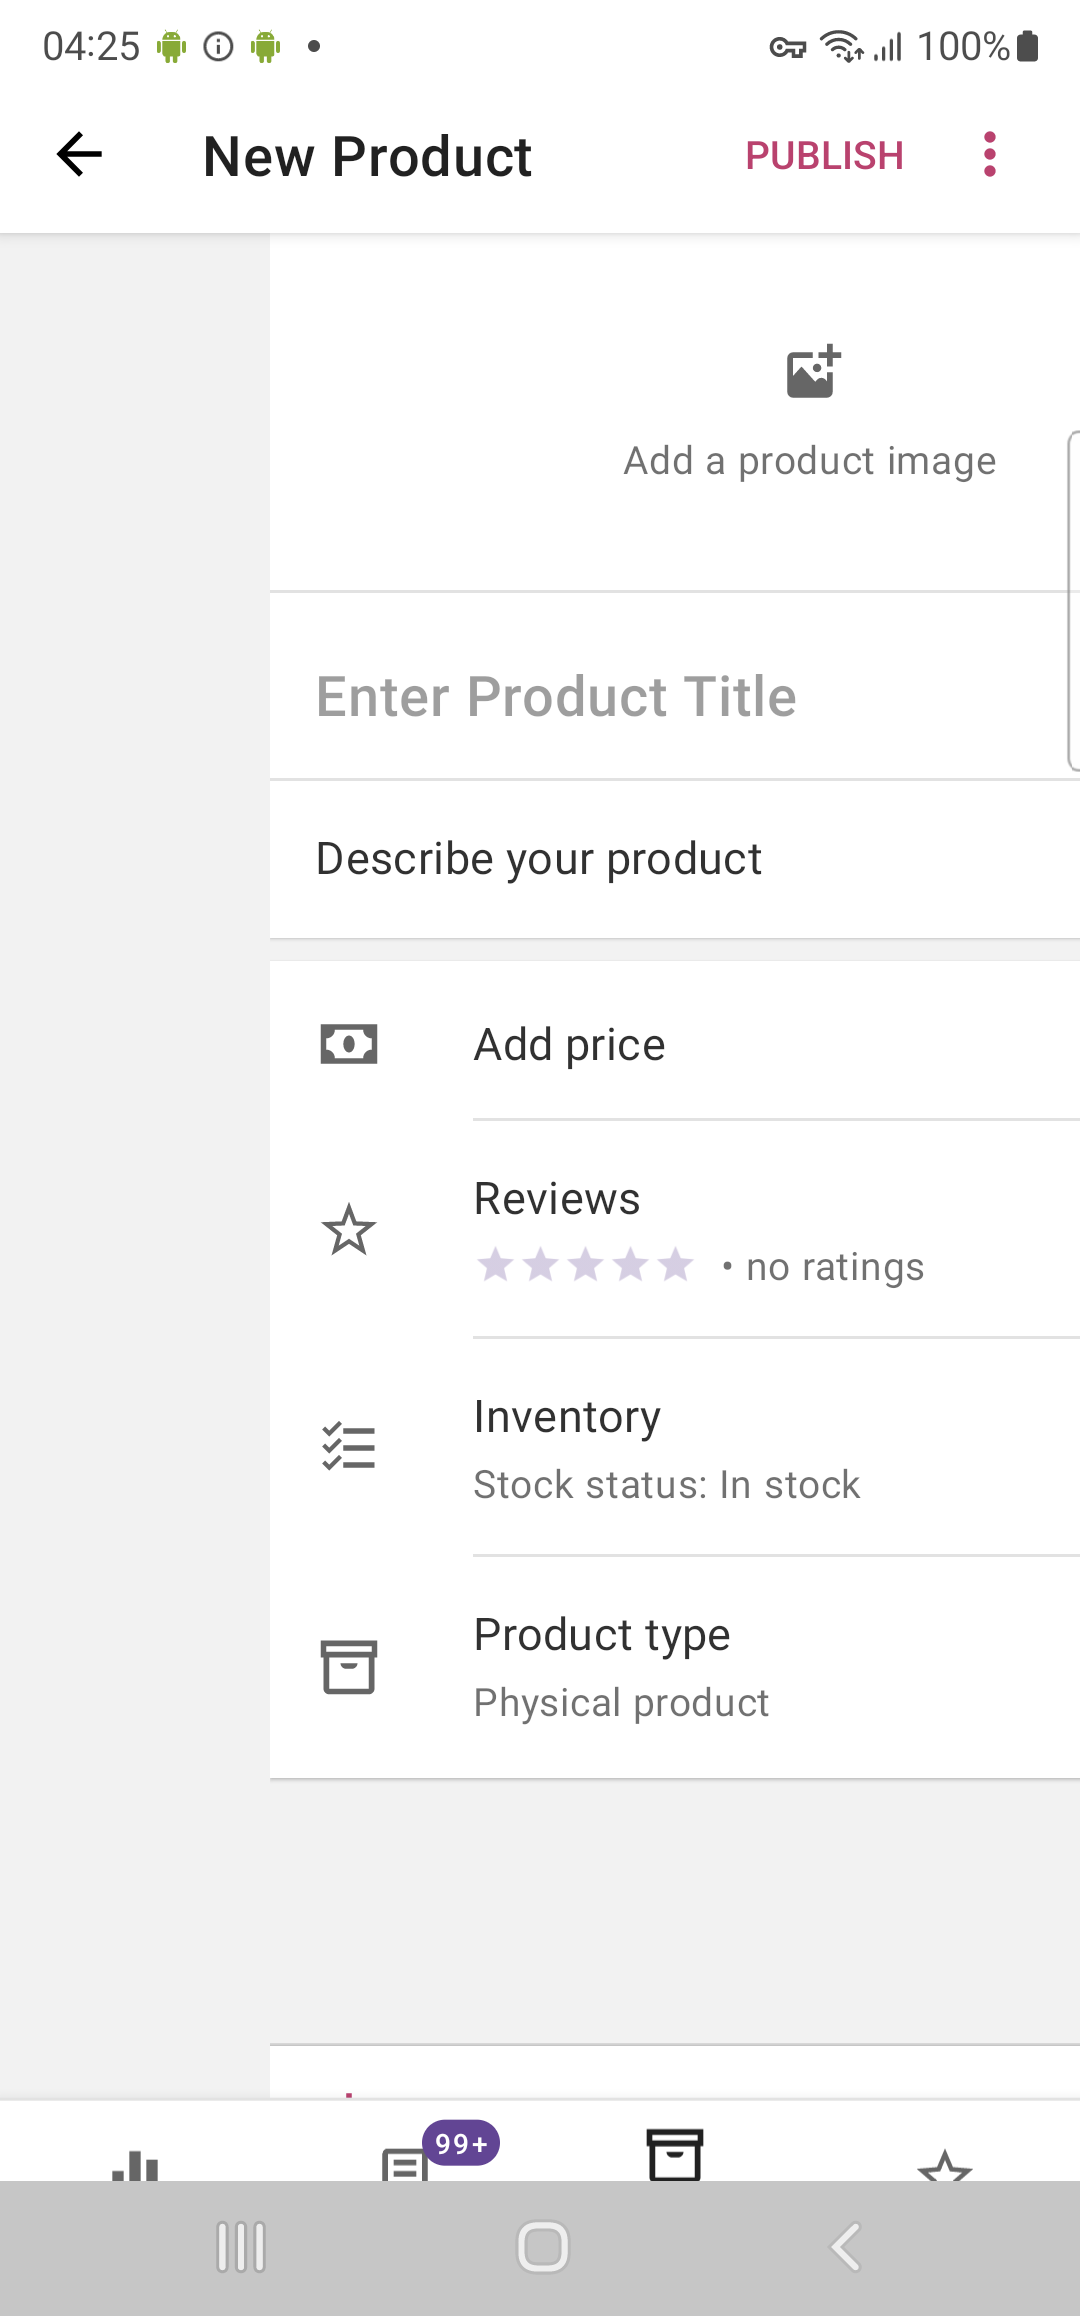 04:25 100%
New Product PUBLISH
Add a product image
Enter Product Title
Describe your product
Add price
Reviews
• no ratings
Inventory
Stock status: In stock
Product type
Physical product
99+